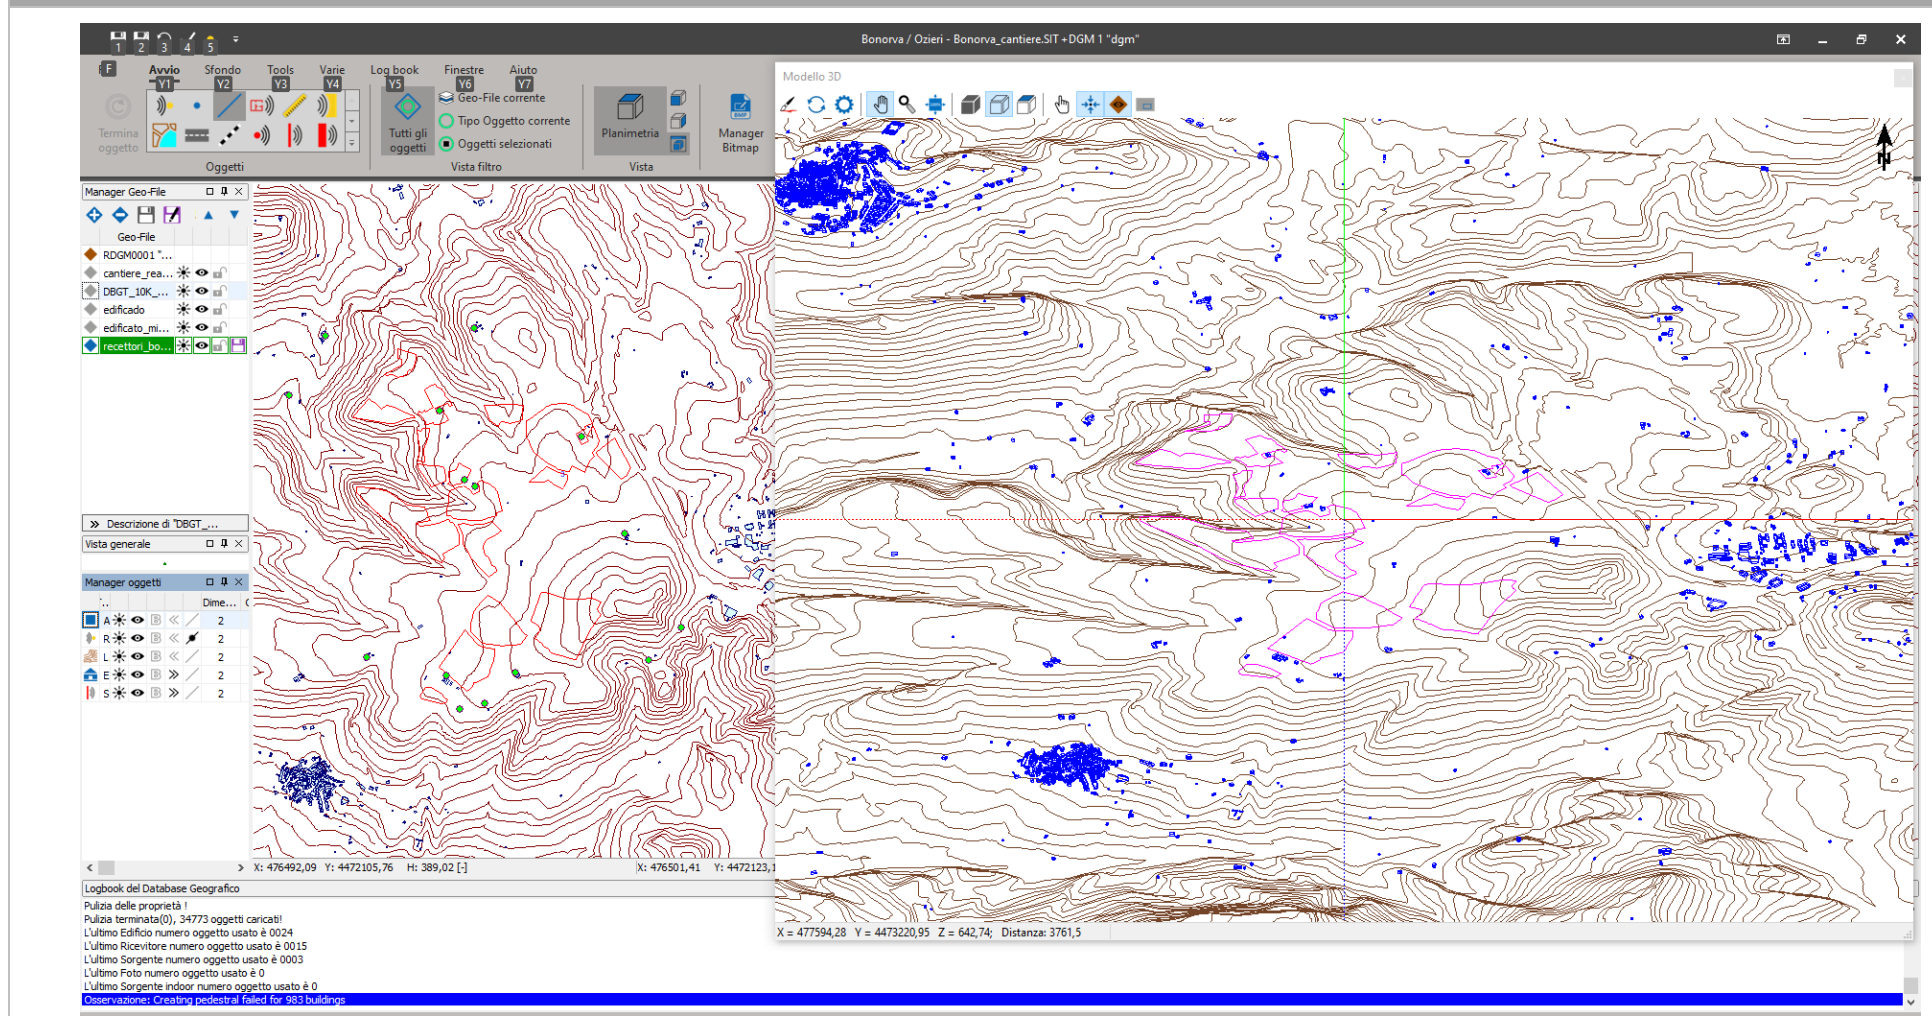 Bonorva / Ozieri - Bonorva_cantiere.SIT +DGM 1 "dgm"
1 2 3 4 5
F
Avvio Sfondo Tools Varie Log book Finestre Aiuto
Y1 Y2 Y3 Y4 Y5 Y6 Y7
Termina
oggetto
Oggetti
Tutti gli
oggetti
Geo-File corrente
Tipo Oggetto corrente
Oggetti selezionati
Vista filtro
Planimetria
Vista
BMP
Manager
Bitmap
Modello 3D
N
Manager Geo-File
Geo-File
RDGM0001 "...
cantiere_rea...
DBGT_10K_...
edificado
edificato_mi...
recettori_bo...
Descrizione di "DBGT_...
Vista generale
Manager oggetti
Dime...
A 2
R 2
L 2
E 2
S 2
X: 476492,09 Y: 4472105,76 H: 389,02 [-]
X: 476501,41 Y: 4472123,1
X = 477594,28 Y = 4473220,95 Z = 642,74; Distanza: 3761,5
Logbook del Database Geografico
Pulizia delle proprietà !
Pulizia terminata(0), 34773 oggetti caricati!
L'ultimo Edificio numero oggetto usato è 0024
L'ultimo Ricevitore numero oggetto usato è 0015
L'ultimo Sorgente numero oggetto usato è 0003
L'ultimo Foto numero oggetto usato è 0
L'ultimo Sorgente indoor numero oggetto usato è 0
Osservazione: Creating pedestral failed for 983 buildings